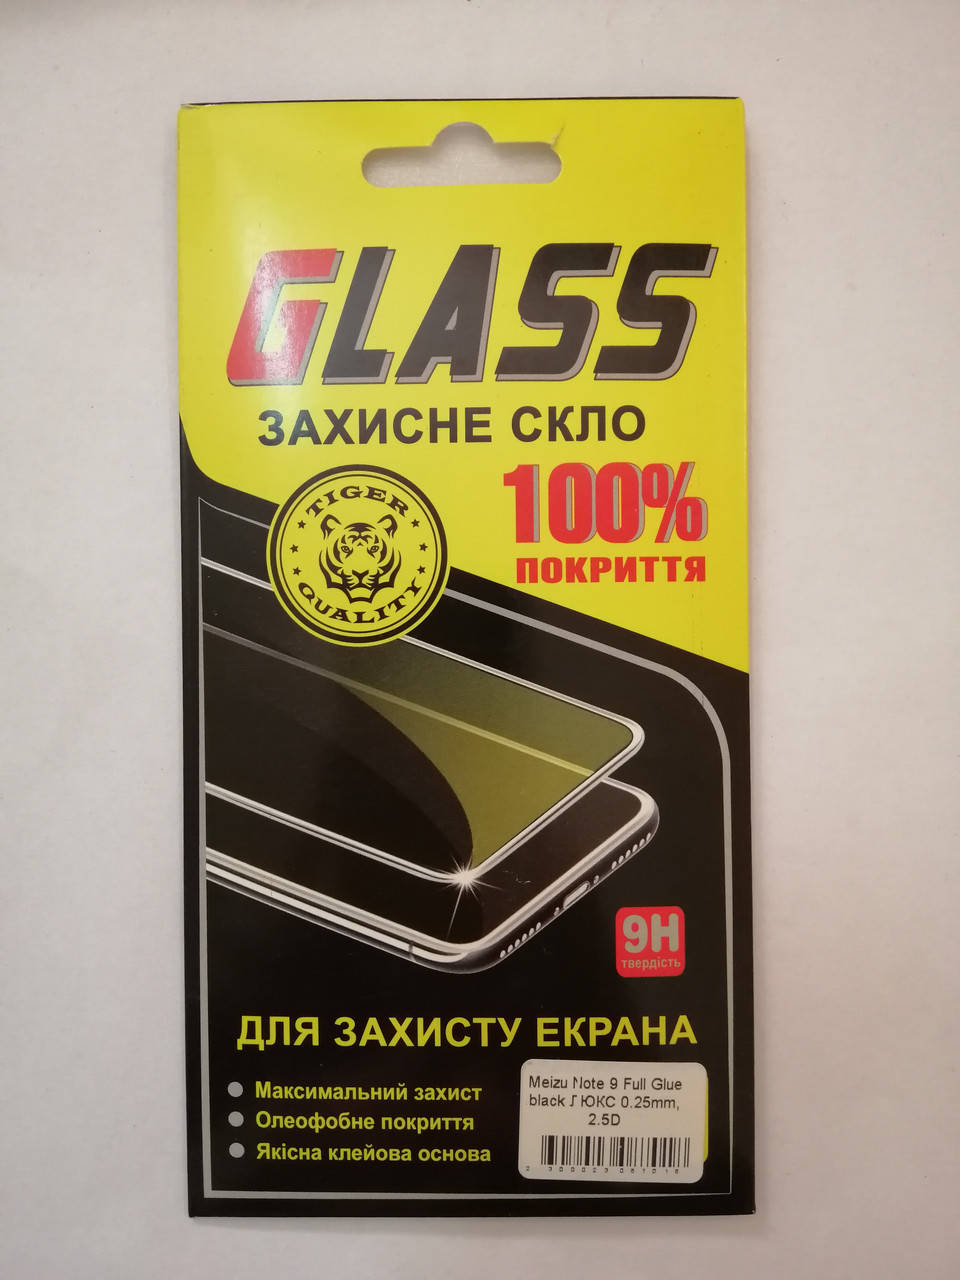 GLASS
ЗАХИСНЕ СКЛО
100%
ПОКРИТТЯ
TIGER
QUALITY
9H
твердість
ДЛЯ ЗАХИСТУ ЕКРАНА
Максимальний захист
Олеофобне покриття
Якісна клейова основа
Meizu Note 9 Full Glue
black ЛЮКС 0.25mm,
2.5D